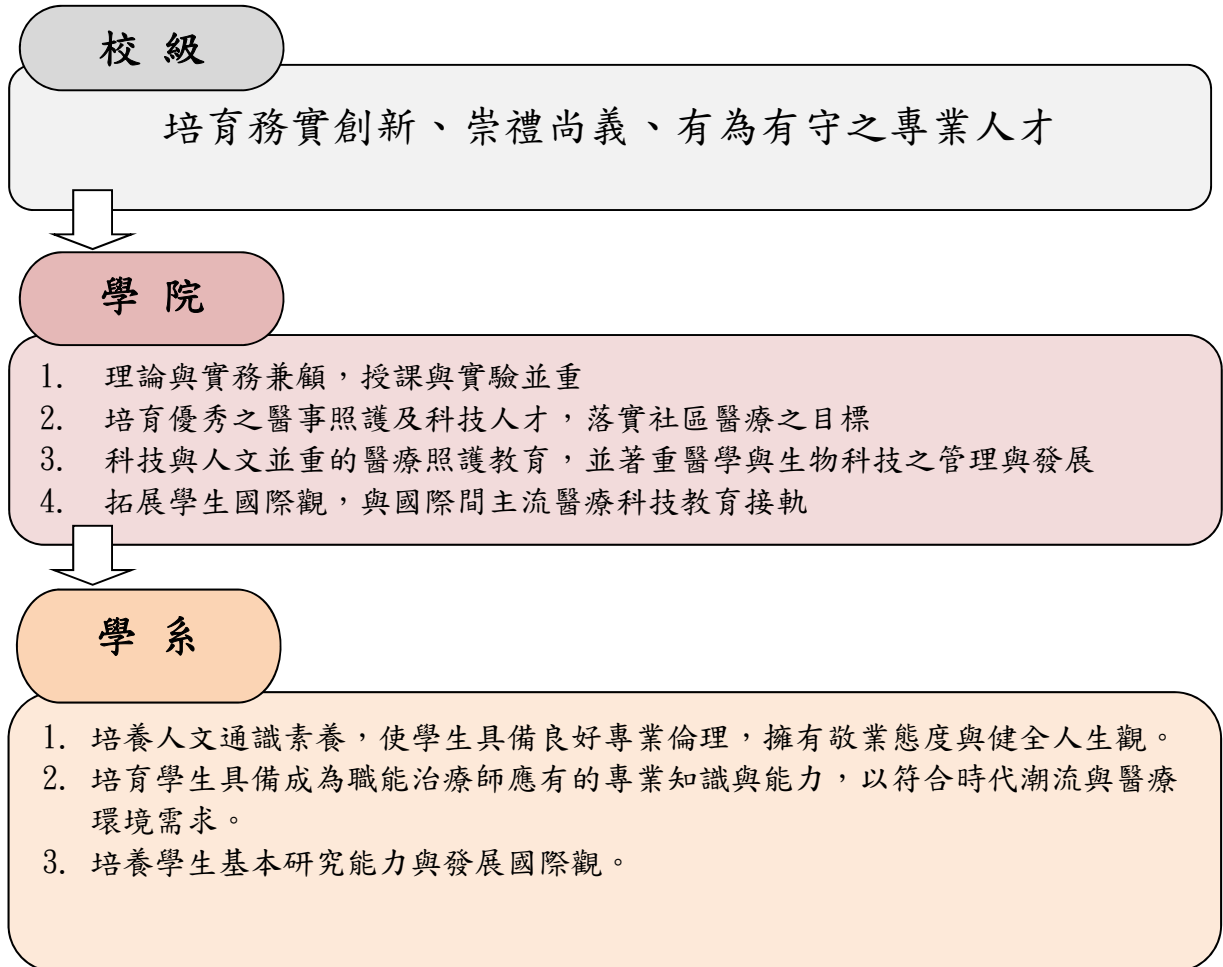 校 級
培育務實創新、崇禮尚義、有為有守之專業人才
學 院
1. 理論與實務兼顧，授課與實驗並重
2. 培育優秀之醫事照護及科技人才，落實社區醫療之目標
3. 科技與人文並重的醫療照護教育，並著重醫學與生物科技之管理與發展
4. 拓展學生國際觀，與國際間主流醫療科技教育接軌
學 系
1. 培養人文通識素養，使學生具備良好專業倫理，擁有敬業態度與健全人生觀。
2. 培育學生具備成為職能治療師應有的專業知識與能力，以符合時代潮流與醫療
環境需求。
3. 培養學生基本研究能力與發展國際觀。